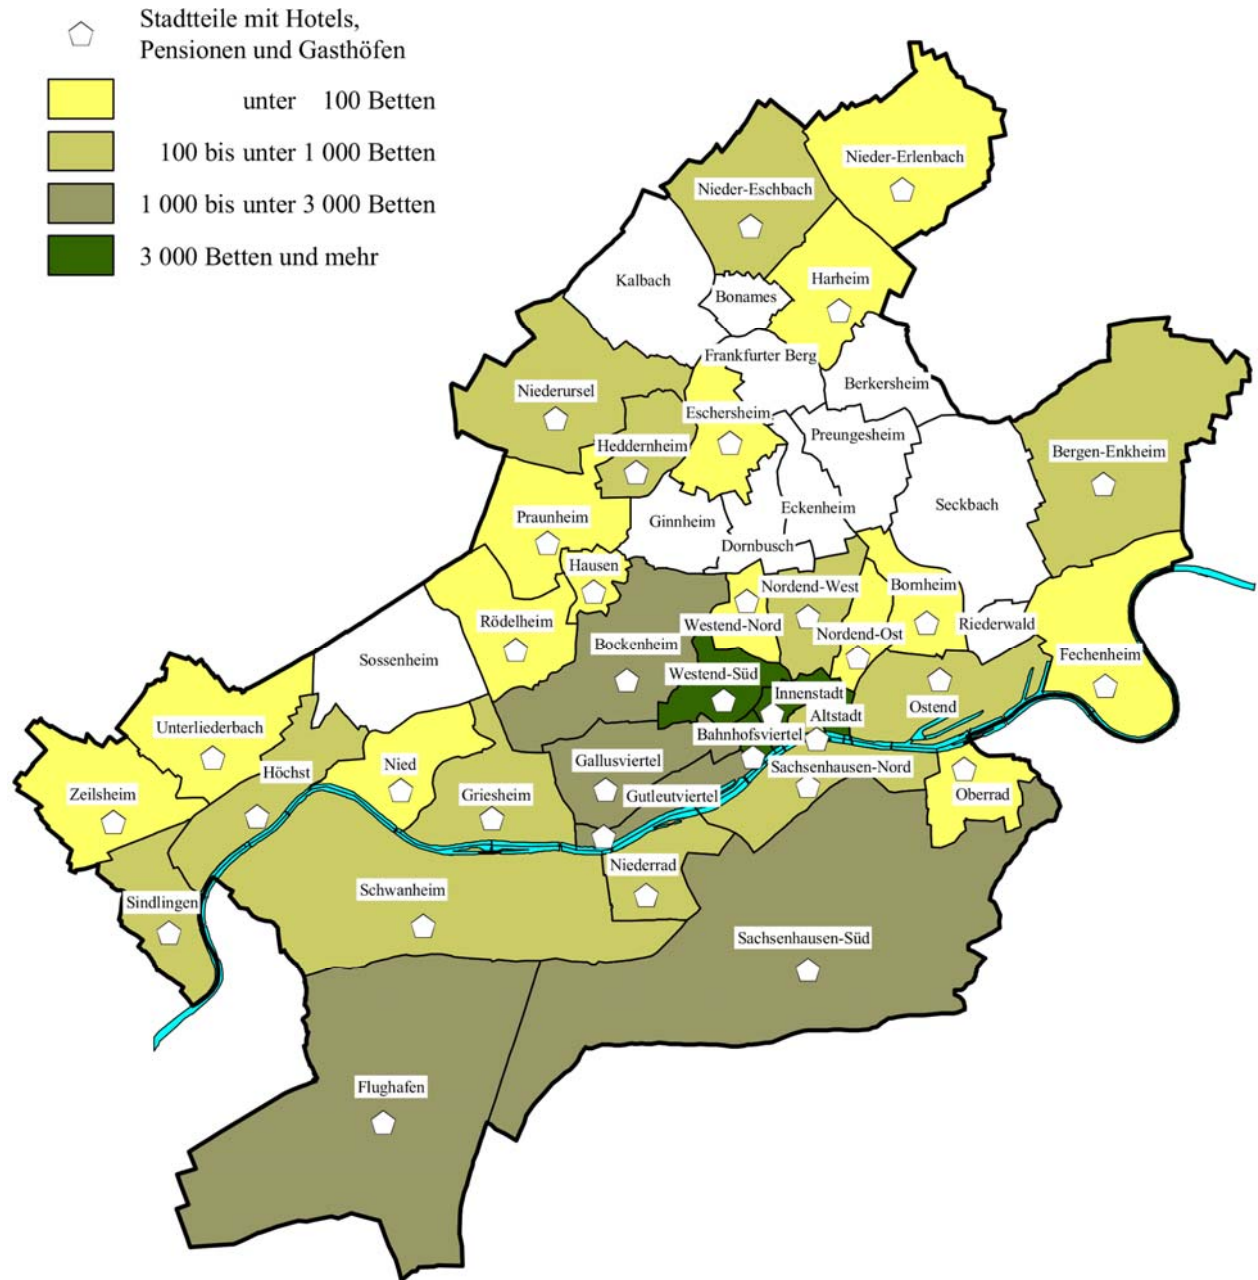 Stadtteile mit Hotels,
Pensionen und Gasthöfen
unter 100 Betten
100 bis unter 1 000 Betten
1 000 bis unter 3 000 Betten
3 000 Betten und mehr
Nieder-Erlenbach
Nieder-Eschbach
Kalbach
Harheim
Bonames
Frankfurter Berg
Berkersheim
Niederursel
Eschersheim
Preungesheim
Heddernheim
Bergen-Enkheim
Seckbach
Eckenheim
Praunheim
Ginnheim
Dornbusch
Hausen
Nordend-West
Bornheim
Rödelheim
Westend-Nord
Riederwald
Nordend-Ost
Bockenheim
Sossenheim
Fechenheim
Westend-Süd
Innenstadt
Ostend
Altstadt
Unterliederbach
Bahnhofsviertel
Gallusviertel
Nied
Höchst
Sachsenhausen-Nord
Zeilsheim
Griesheim
Gutleutviertel
Oberrad
Niederrad
Schwanheim
Sindlingen
Sachsenhausen-Süd
Flughafen